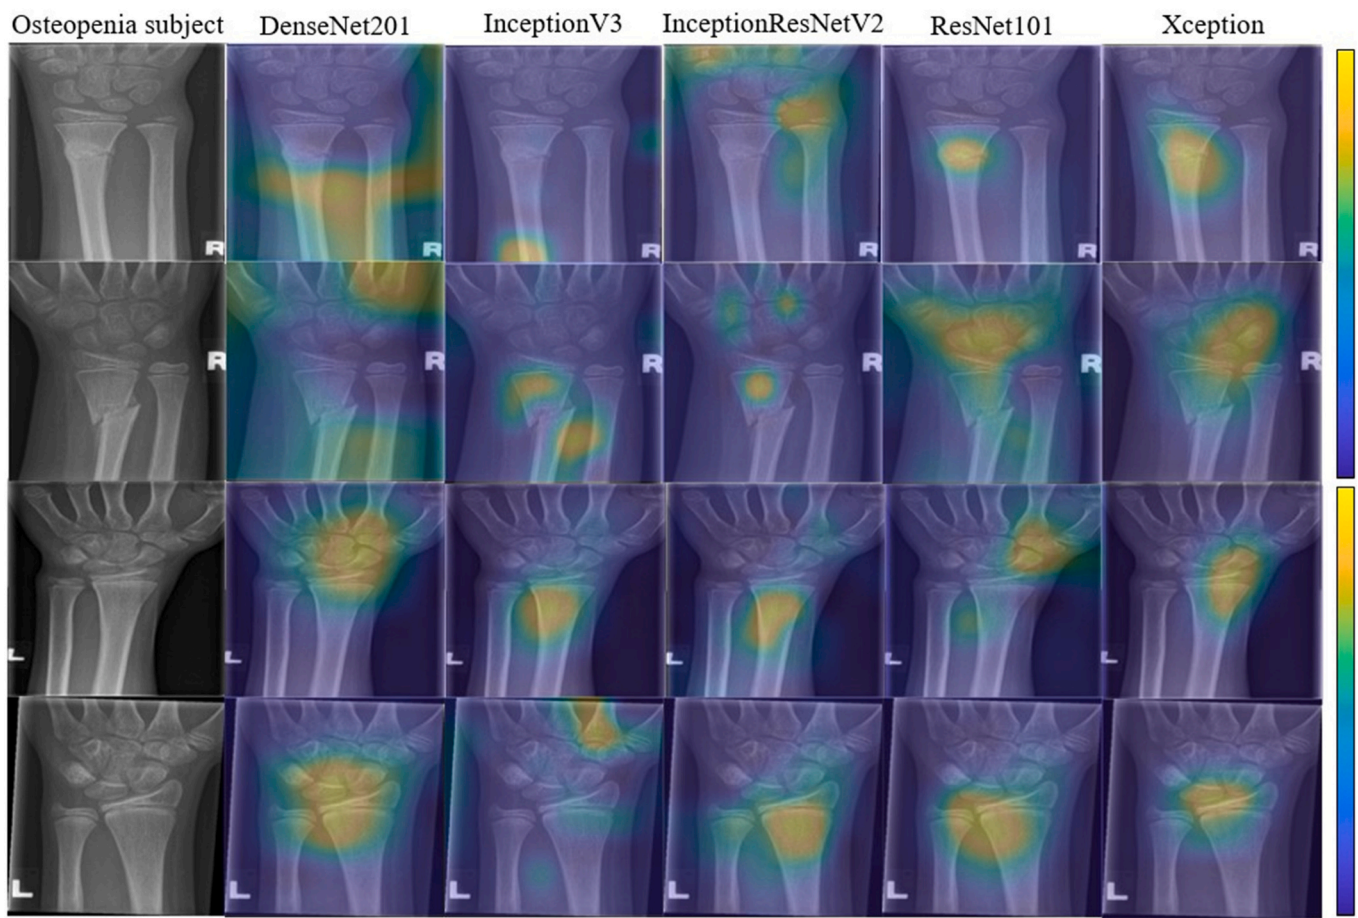 Osteopenia subject DenseNet201 InceptionV3 InceptionResNetV2 ResNet101 Xception
R R R R R R
R R R R R R
L L L L L L
L L L L L L